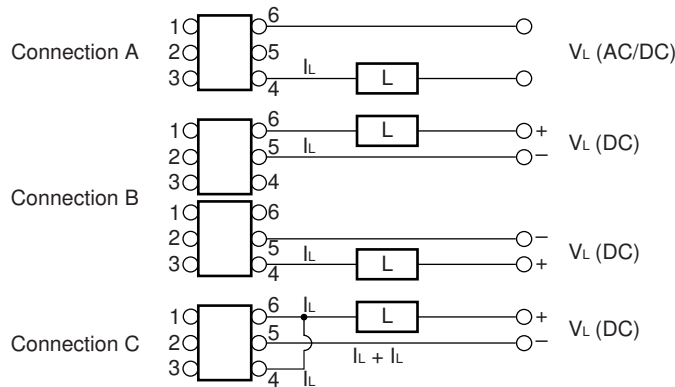 Connection A
1 6
2 5
3 4
IL L
VL (AC/DC)
Connection B
1 6
2 5
3 4
L
IL
+
–
VL (DC)
1 6
2 5
3 4
IL L
–
+
VL (DC)
Connection C
1 6
2 5
3 4
IL L
IL + IL
IL
+
–
VL (DC)